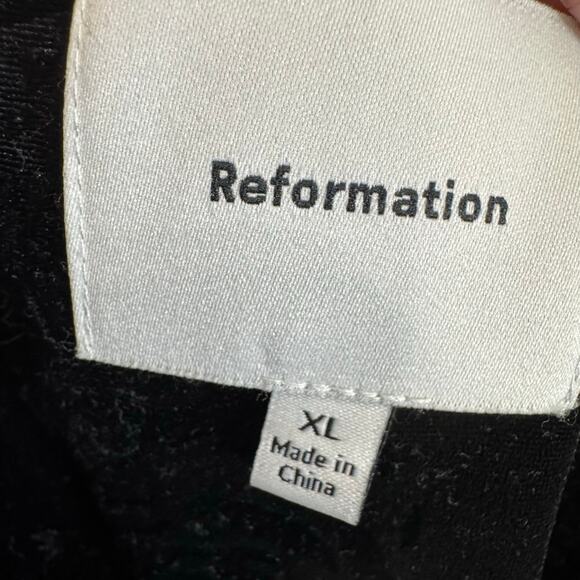 Reformation
XL
Made in
China